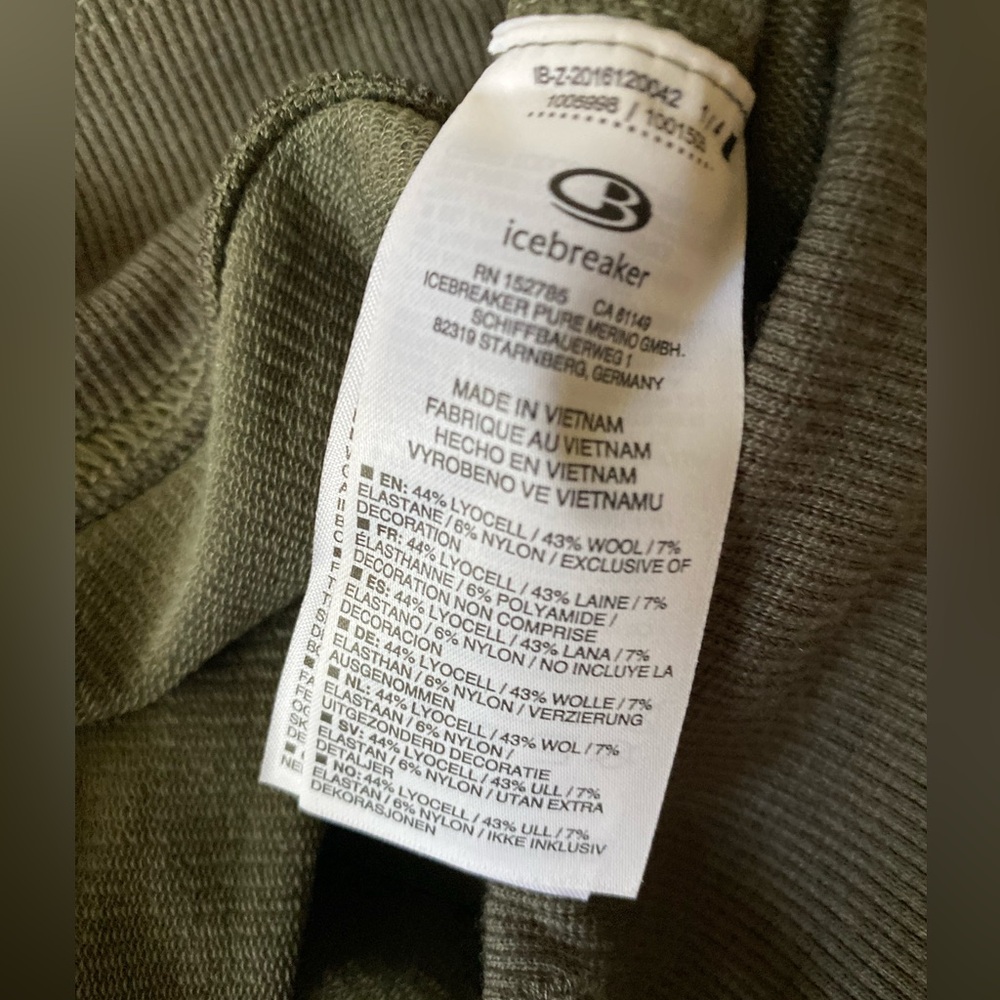 IB-Z-2016120042 1/4
1005998 / 100159
icebreaker
RN 152785 CA 81149
ICEBREAKER PURE MERINO GMBH.
SCHIFFBAUERWEG 1
82319 STARNBERG, GERMANY
MADE IN VIETNAM
FABRIQUE AU VIETNAM
HECHO EN VIETNAM
VYROBENO VE VIETNAMU
EN: 44% LYOCELL / 43% WOOL / 7%
ELASTANE / 6% NYLON / EXCLUSIVE OF
DECORATION
FR: 44% LYOCELL / 43% LAINE / 7%
ÉLASTHANNE / 6% POLYAMIDE /
DECORATION NON COMPRISE
ES: 44% LYOCELL / 43% LANA / 7%
ELASTANO / 6% NYLON / NO INCLUYE LA
DECORACION
DE: 44% LYOCELL / 43% WOLLE / 7%
ELASTHAN / 6% NYLON / VERZIERUNG
AUSGENOMMEN
NL: 44% LYOCELL / 43% WOL / 7%
ELASTAAN / 6% NYLON /
UITGEZONDERD DECORATIE
SV: 44% LYOCELL / 43% ULL / 7%
ELASTAN / 6% NYLON / UTAN EXTRA
DETALJER
NO: 44% LYOCELL / 43% ULL / 7%
ELASTAN / 6% NYLON / IKKE INKLUSIV
DEKORASJONEN